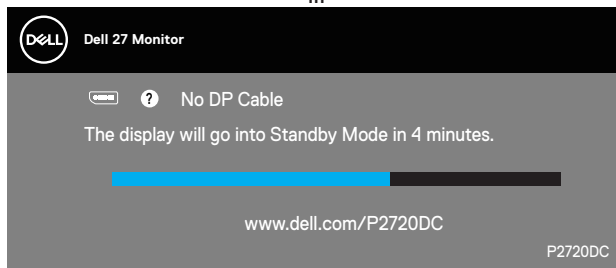 DELL
Dell 27 Monitor
? No DP Cable
The display will go into Standby Mode in 4 minutes.
www.dell.com/P2720DC
P2720DC